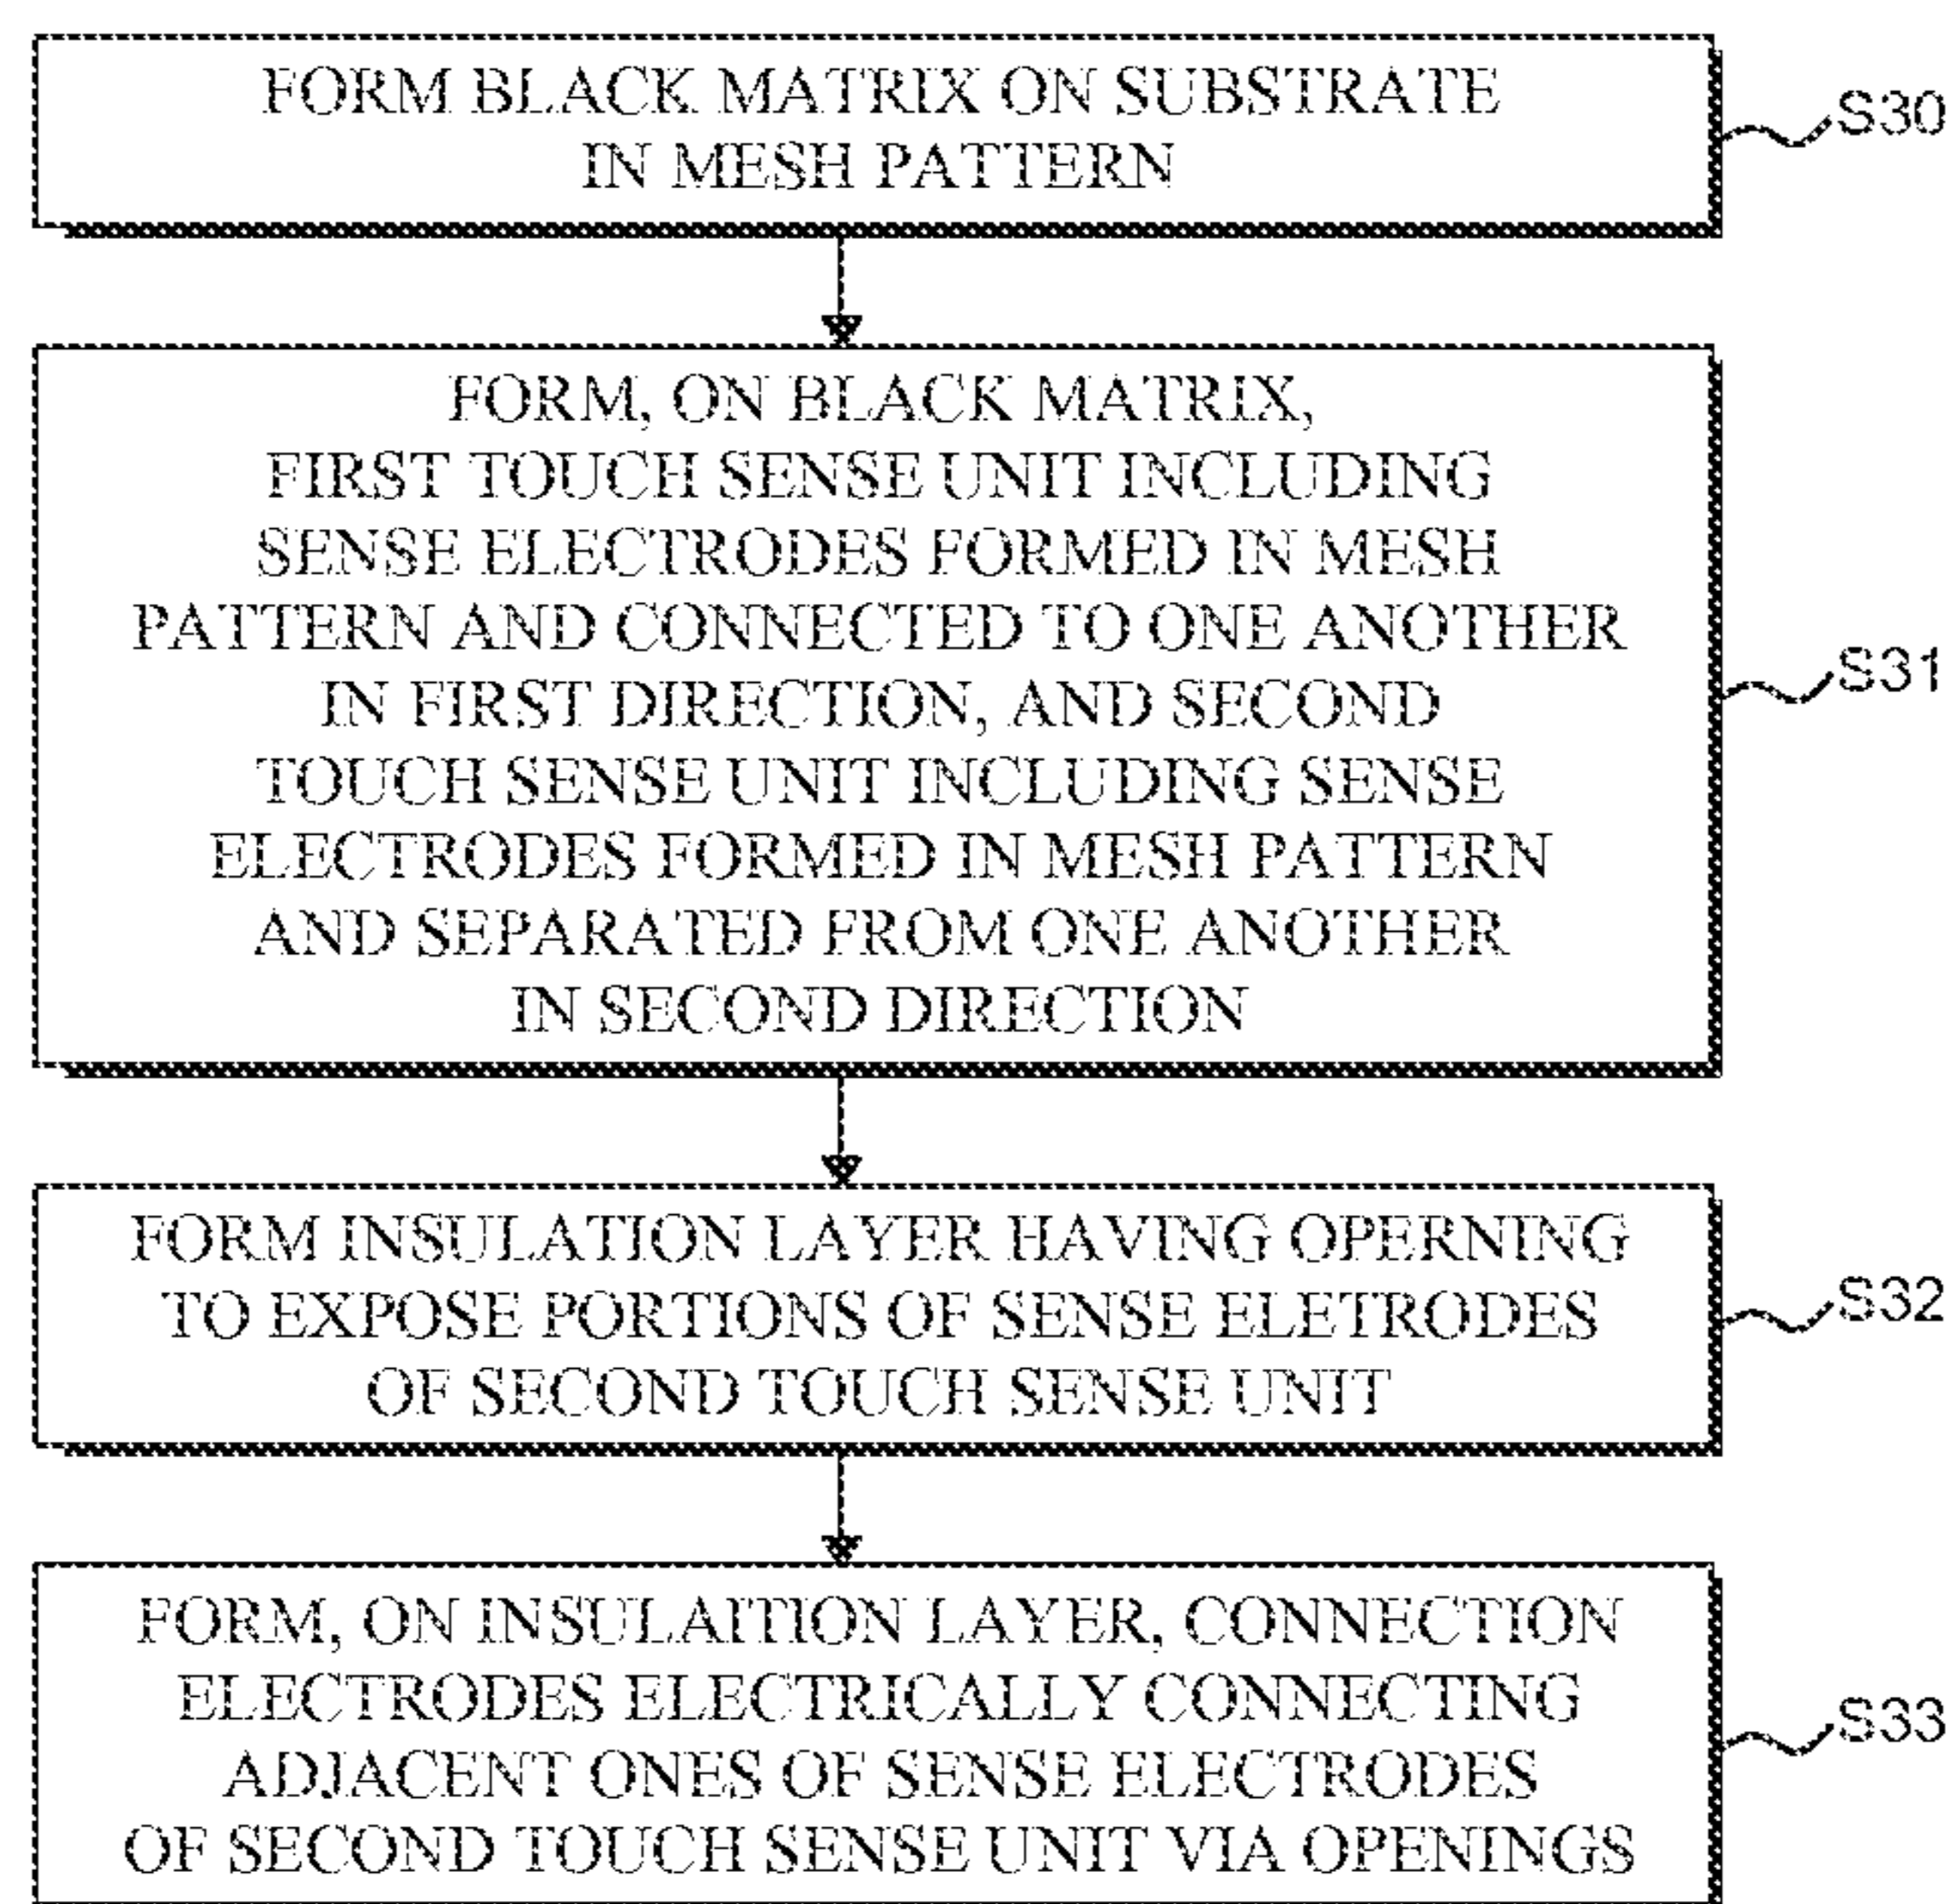 FORM BLACK MATRIX ON SUBSTRATE
IN MESH PATTERN
S30
FORM, ON BLACK MATRIX,
FIRST TOUCH SENSE UNIT INCLUDING
SENSE ELECTRODES FORMED IN MESH
PATTERN AND CONNECTED TO ONE ANOTHER
IN FIRST DIRECTION, AND SECOND
TOUCH SENSE UNIT INCLUDING SENSE
ELECTRODES FORMED IN MESH PATTERN
AND SEPARATED FROM ONE ANOTHER
IN SECOND DIRECTION
S31
FORM INSULATION LAYER HAVING OPERNING
TO EXPOSE PORTIONS OF SENSE ELETRODES
OF SECOND TOUCH SENSE UNIT
S32
FORM, ON INSULAITION LAYER, CONNECTION
ELECTRODES ELECTRICALLY CONNECTING
ADJACENT ONES OF SENSE ELECTRODES
OF SECOND TOUCH SENSE UNIT VIA OPENINGS
S33